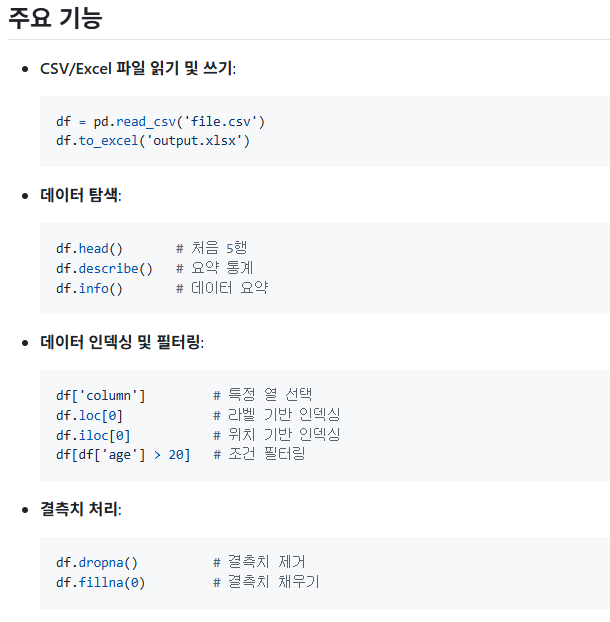 주요 기능
CSV/Excel 파일 읽기 및 쓰기:
df = pd.read_csv('file.csv')
df.to_excel('output.xlsx')
데이터 탐색:
df.head()       # 처음 5행
df.describe()   # 요약 통계
df.info()       # 데이터 요약
데이터 인덱싱 및 필터링:
df['column']         # 특정 열 선택
df.loc[0]            # 라벨 기반 인덱싱
df.iloc[0]           # 위치 기반 인덱싱
df[df['age'] > 20]   # 조건 필터링
결측치 처리:
df.dropna()          # 결측치 제거
df.fillna(0)         # 결측치 채우기